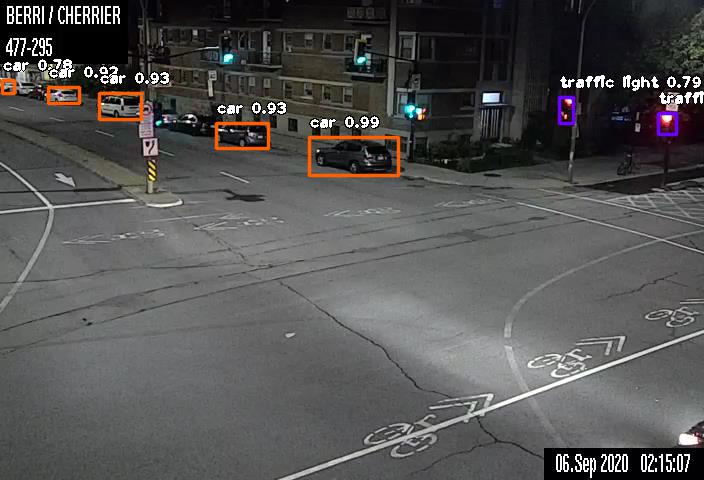 BERRI / CHERRIER
477-295
car 0.78
car 0.92
car 0.93
car 0.93
car 0.99
traffic light 0.79
traffi
06.Sep 2020 02:15:07